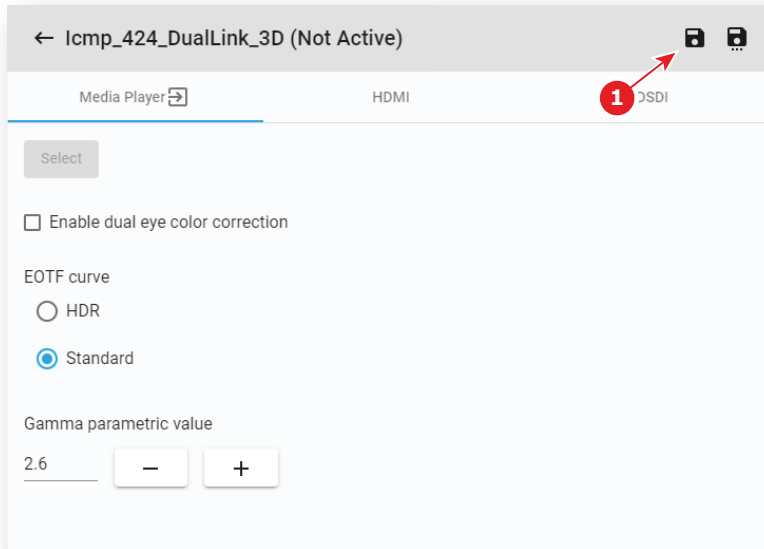 Icmp_424_DualLink_3D (Not Active)
Media Player
HDMI
1
OSDI
Select
Enable dual eye color correction
EOTF curve
HDR
Standard
Gamma parametric value
2.6